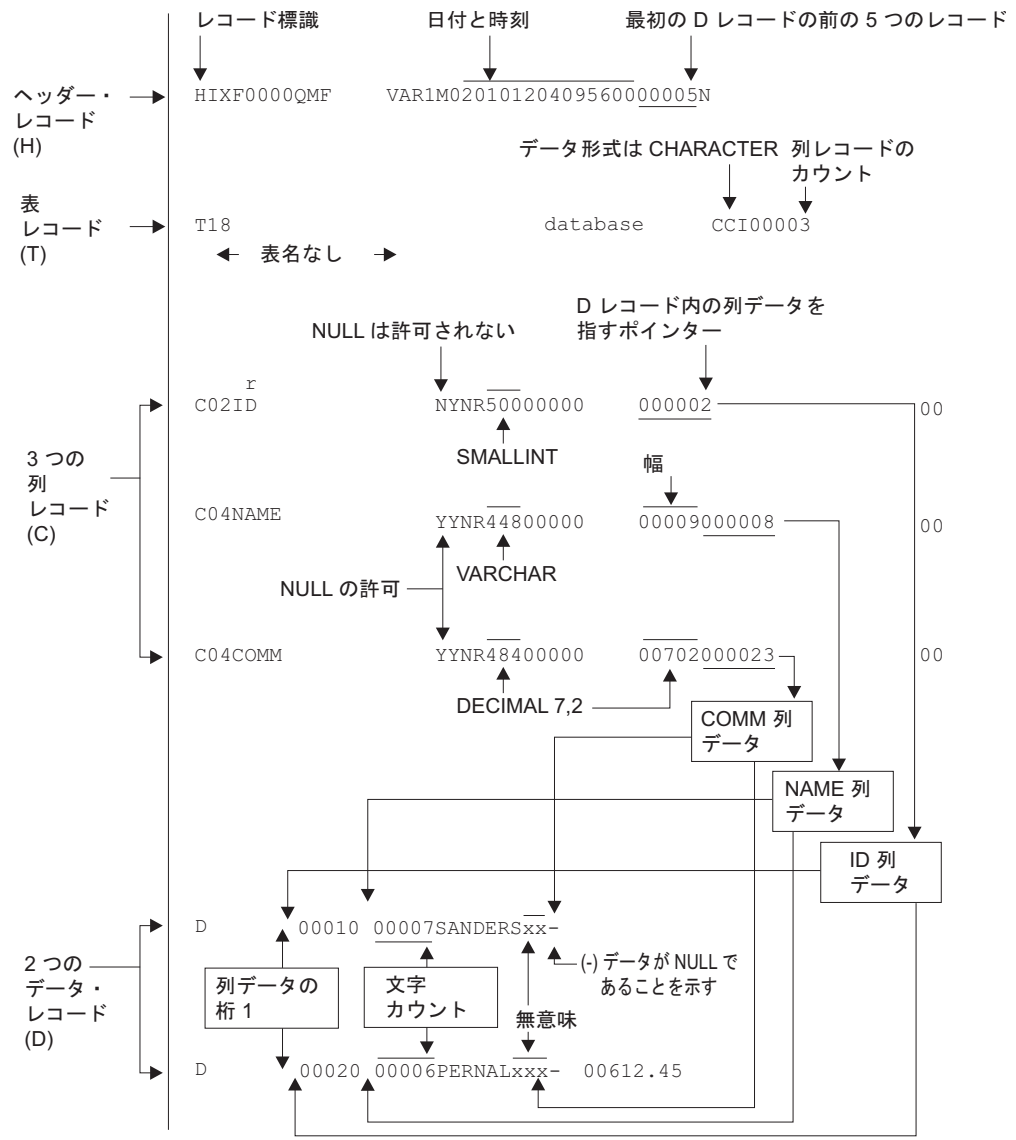 レコード標識 日付と時刻 最初の D レコードの前の 5 つのレコード
ヘッダー・
レコード
(H)
HIXF0000QMF VAR1M02010120409560000005N
データ形式は CHARACTER 列レコードの
カウント
表
レコード
(T)
T18 database CCI00003
表名なし
D レコード内の列データを
指すポインター
NULL は許可されない
r
C02ID NYNR50000000 000002 00
SMALLINT
3 つの
列
レコード
(C)
幅
C04NAME YYNR44800000 00009000008 00
VARCHAR
NULL の許可
C04COMM YYNR48400000 00702000023 00
DECIMAL 7,2
COMM 列
データ
NAME 列
データ
ID 列
データ
D 00010 00007SANDERSxx-
(-) データが NULL で
あることを示す
2 つの
データ・
レコード
(D)
列データの
桁 1
文字
カウント
無意味
D 00020 00006PERNALxxx- 00612.45